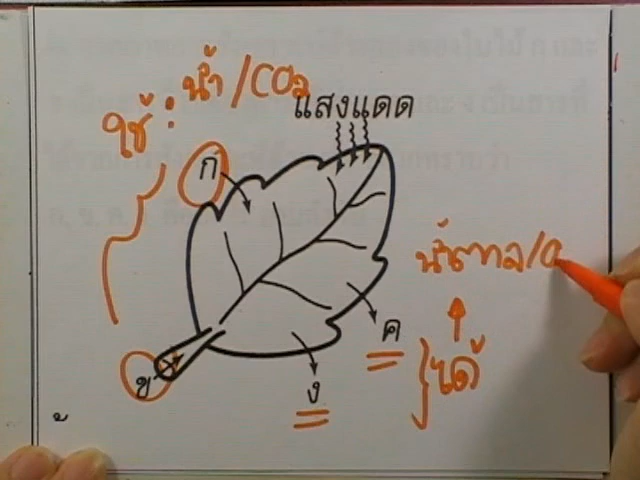 น้ำ/CO₂
ใช้:
แสงแดด
ก
น้ำตาล/
ค
ได้
ข
ง